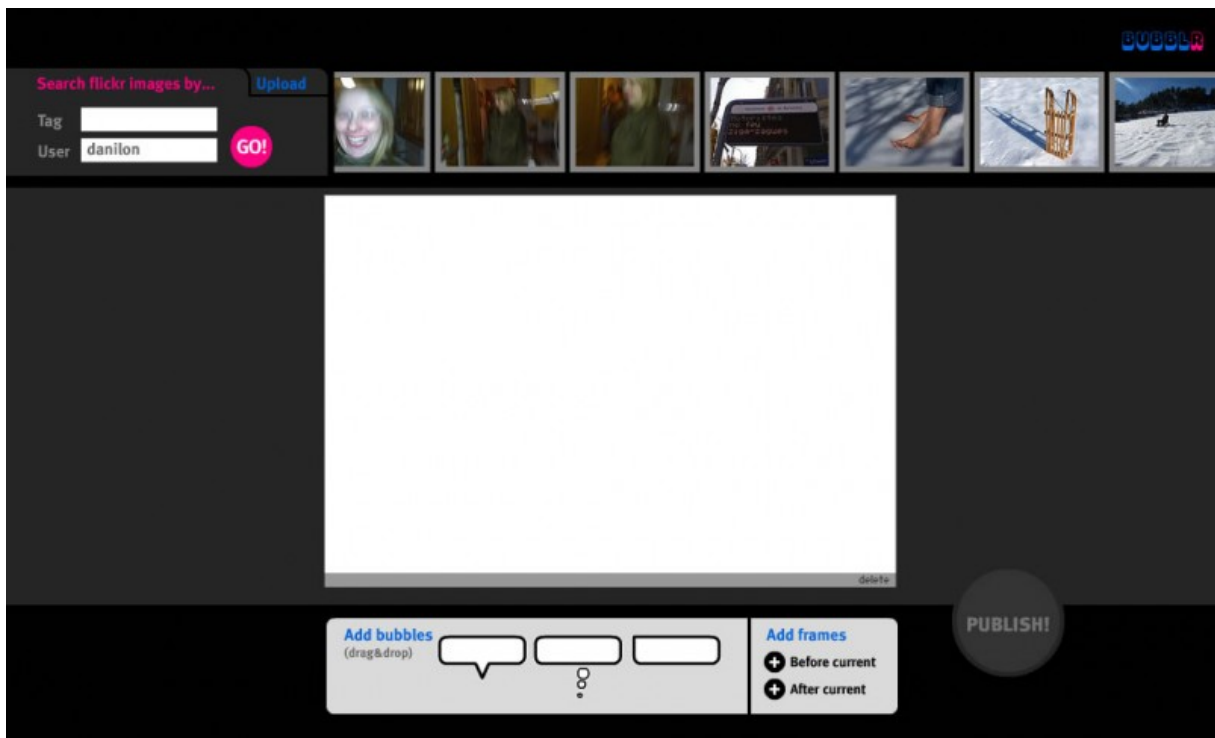 BUBBLR
Search flickr images by...
Upload
Tag
User danilon
GO!
delete
Add bubbles
(drag&drop)
Add frames
Before current
After current
PUBLISH!